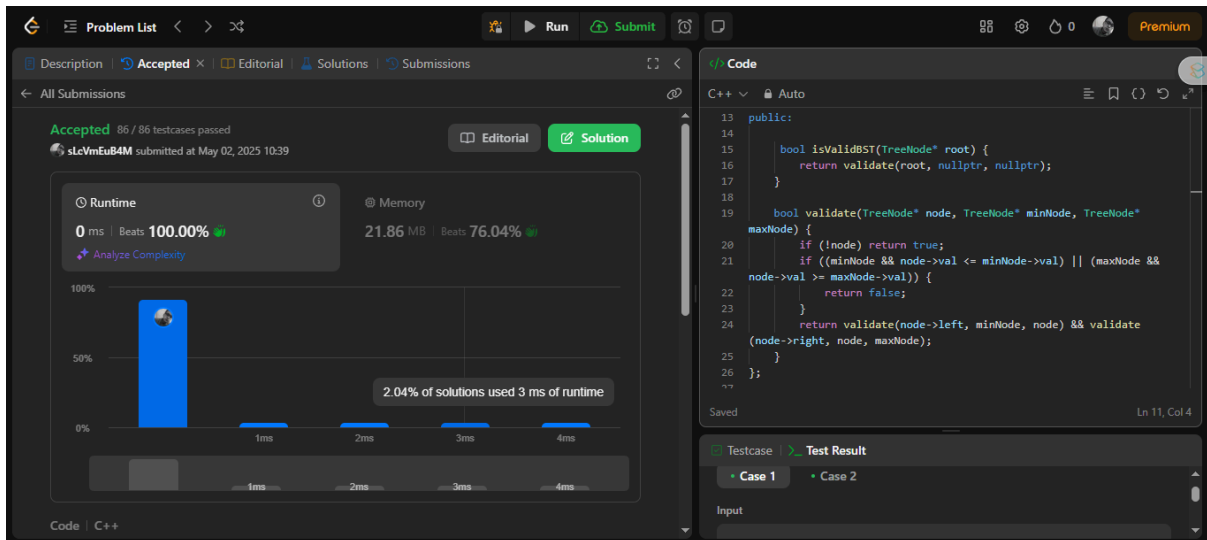 Problem List
Run
Submit
0
Premium
Description
Accepted
Editorial
Solutions
Submissions
All Submissions
Accepted 86 / 86 testcases passed
sLcVmEuB4M submitted at May 02, 2025 10:39
Editorial
Solution
Runtime
0 ms Beats 100.00%
Analyze Complexity
Memory
21.86 MB Beats 76.04%
100%
50%
0%
2.04% of solutions used 3 ms of runtime
1ms 2ms 3ms 4ms
1ms 2ms 3ms 4ms
Code | C++
</> Code
C++ Auto
13 public:
14
15 bool isValidBST(TreeNode* root) {
16 return validate(root, nullptr, nullptr);
17 }
18
19 bool validate(TreeNode* node, TreeNode* minNode, TreeNode*
maxNode) {
20 if (!node) return true;
21 if ((minNode && node->val <= minNode->val) || (maxNode &&
node->val >= maxNode->val)) {
22 return false;
23 }
24 return validate(node->left, minNode, node) && validate
(node->right, node, maxNode);
25 }
26 };
27
Saved
Ln 11, Col 4
Testcase
>_ Test Result
• Case 1
• Case 2
Input